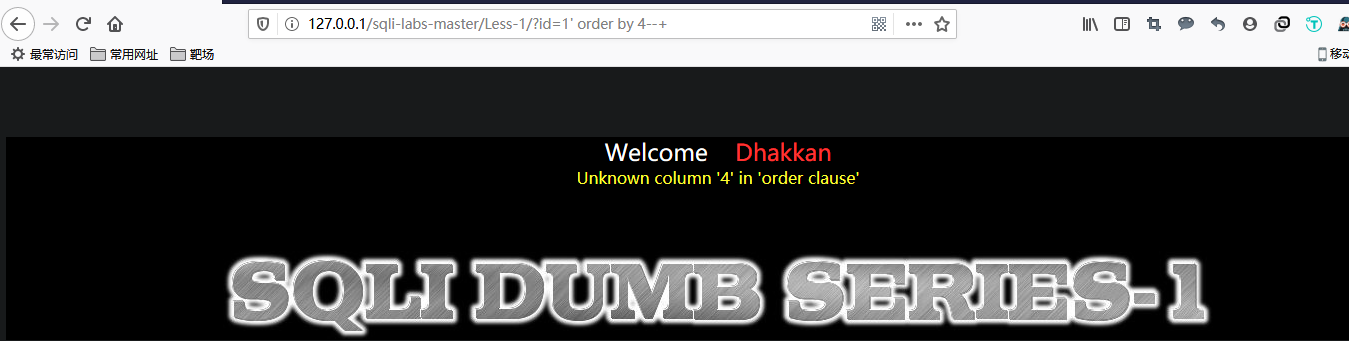 127.0.0.1/sqli-labs-master/Less-1/?id=1' order by 4--+
最常访问 常用网址 靶场 移动
Welcome Dhakkan
Unknown column '4' in 'order clause'
SQLI DUMB SERIES-1